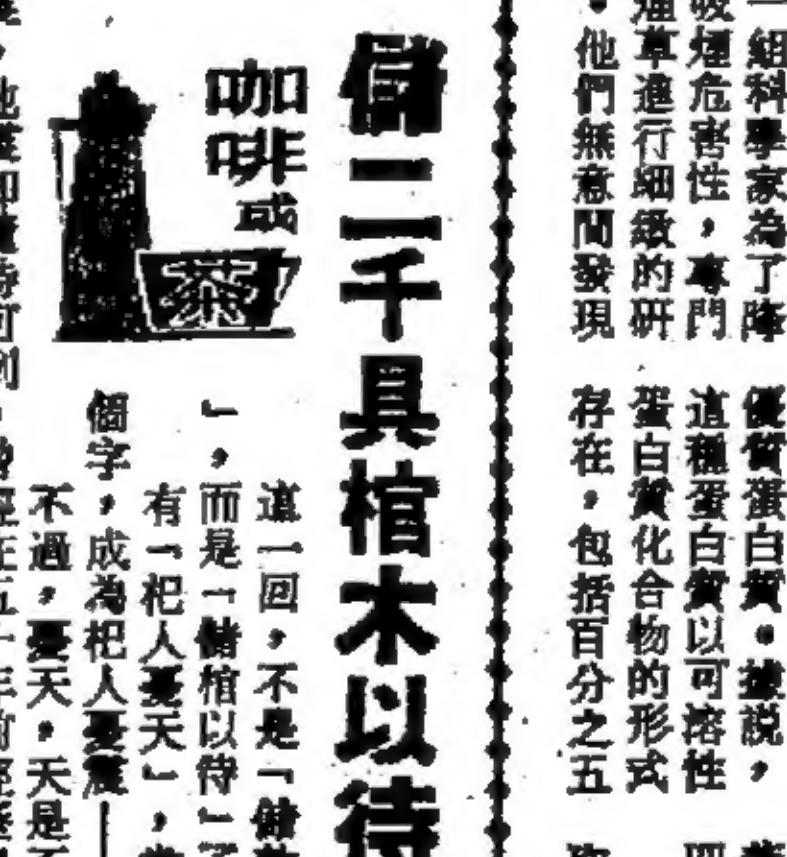 一組科學家為了降
吸煙危害性，專門
煙草進行細緻的研
。他們無意間發現
優質蛋白質。據説，
這種蛋白質以可溶性
蛋白質化合物的形式
存在，包括百分之五
儲二千具棺木以待
咖啡或
茶
這一回，不是「儲
」，而是「儲棺以待」
有「杞人憂天」，
個字，成為杞人憂震——
不過，憂天，天是